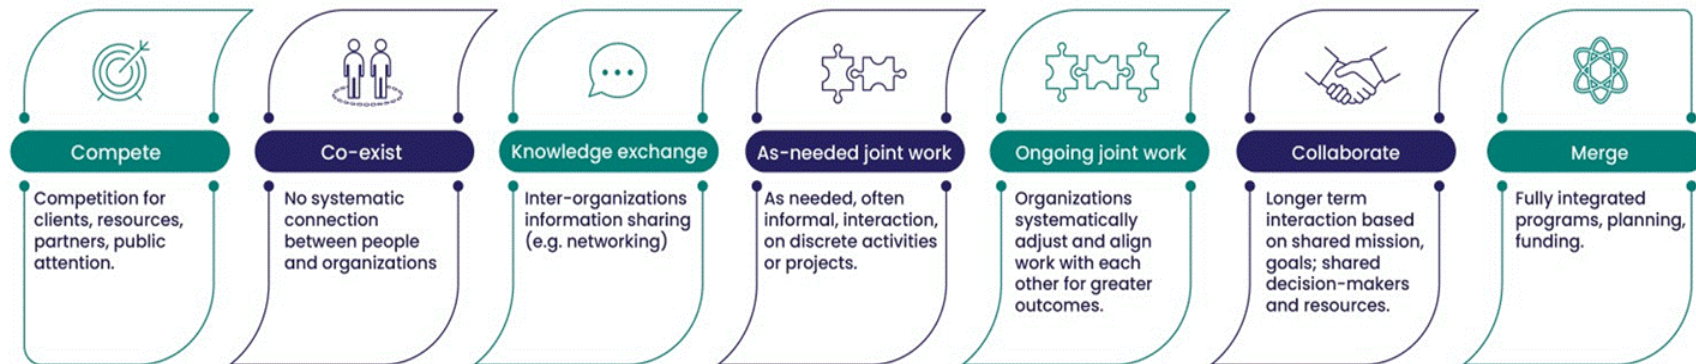 Compete
Competition for
clients, resources,
partners, public
attention.
Co-exist
No systematic
connection
between people
and organizations
Knowledge exchange
Inter-organizations
information sharing
(e.g. networking)
As-needed joint work
As needed, often
informal, interaction,
on discrete activities
or projects.
Ongoing joint work
Organizations
systematically
adjust and align
work with each
other for greater
outcomes.
Collaborate
Longer term
interaction based
on shared mission,
goals; shared
decision-makers
and resources.
Merge
Fully integrated
programs, planning,
funding.